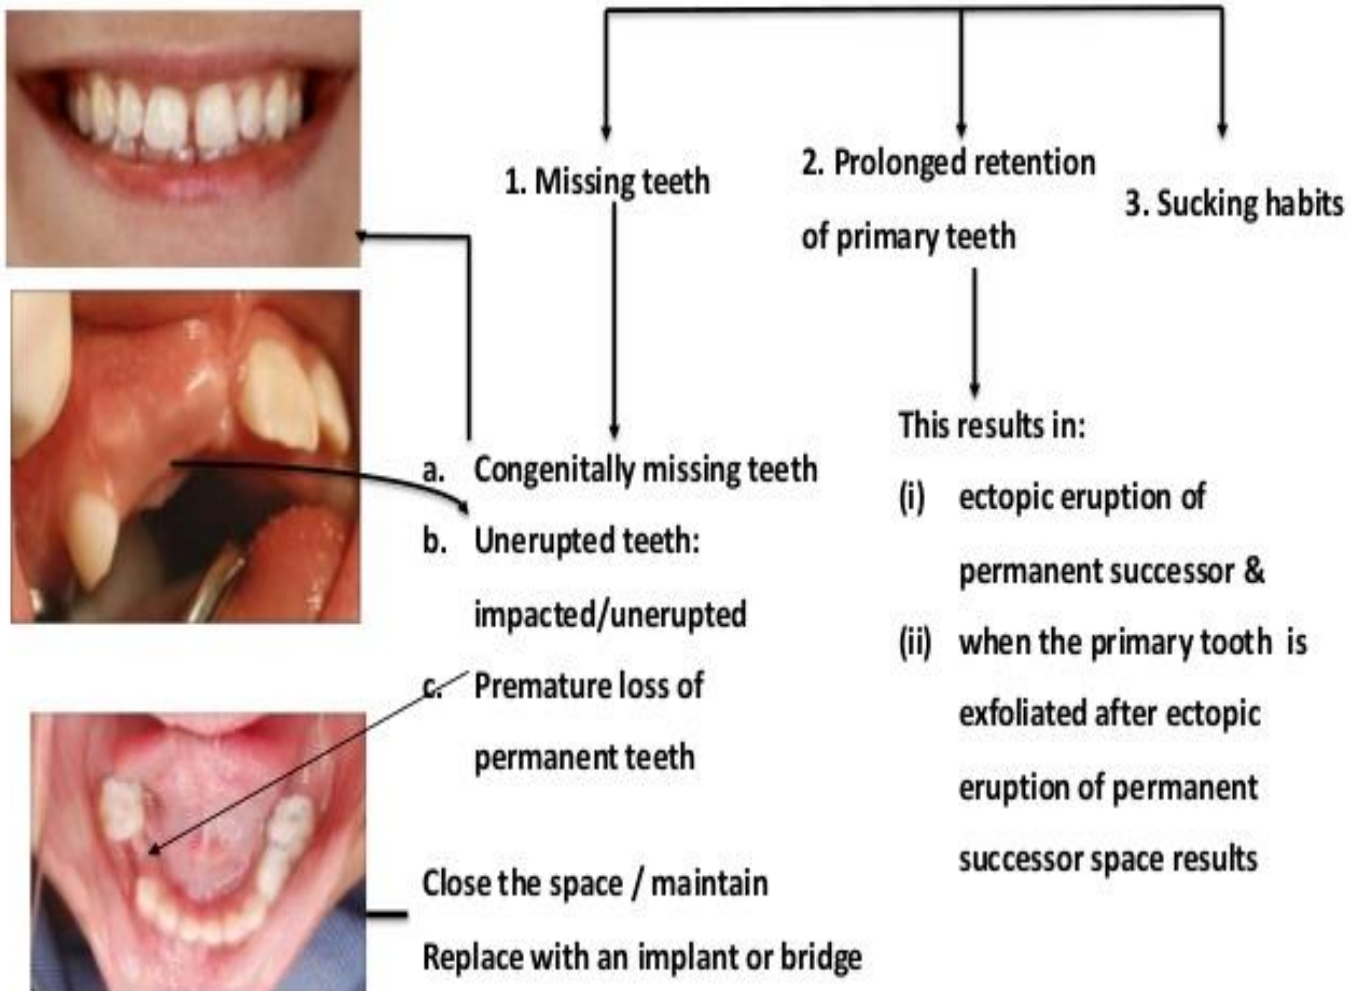 1. Missing teeth
2. Prolonged retention
of primary teeth
3. Sucking habits
a. Congenitally missing teeth
b. Unerupted teeth:
impacted/unerupted
c. Premature loss of
permanent teeth
Close the space / maintain
Replace with an implant or bridge
This results in:
(i) ectopic eruption of
permanent successor &
(ii) when the primary tooth is
exfoliated after ectopic
eruption of permanent
successor space results